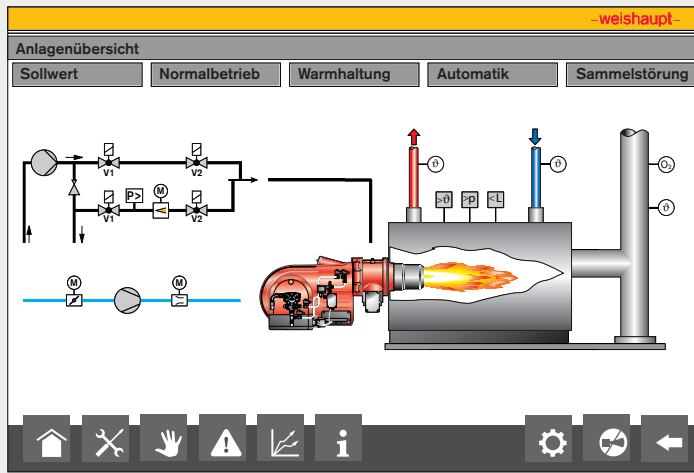 -weishaupt-
Anlagenübersicht
Sollwert Normalbetrieb Warmhaltung Automatik Sammelstörung
V1 V2
P> M
V1 V2
M M
ϑ ϑ O₂
>ϑ >p <L
ϑ
i